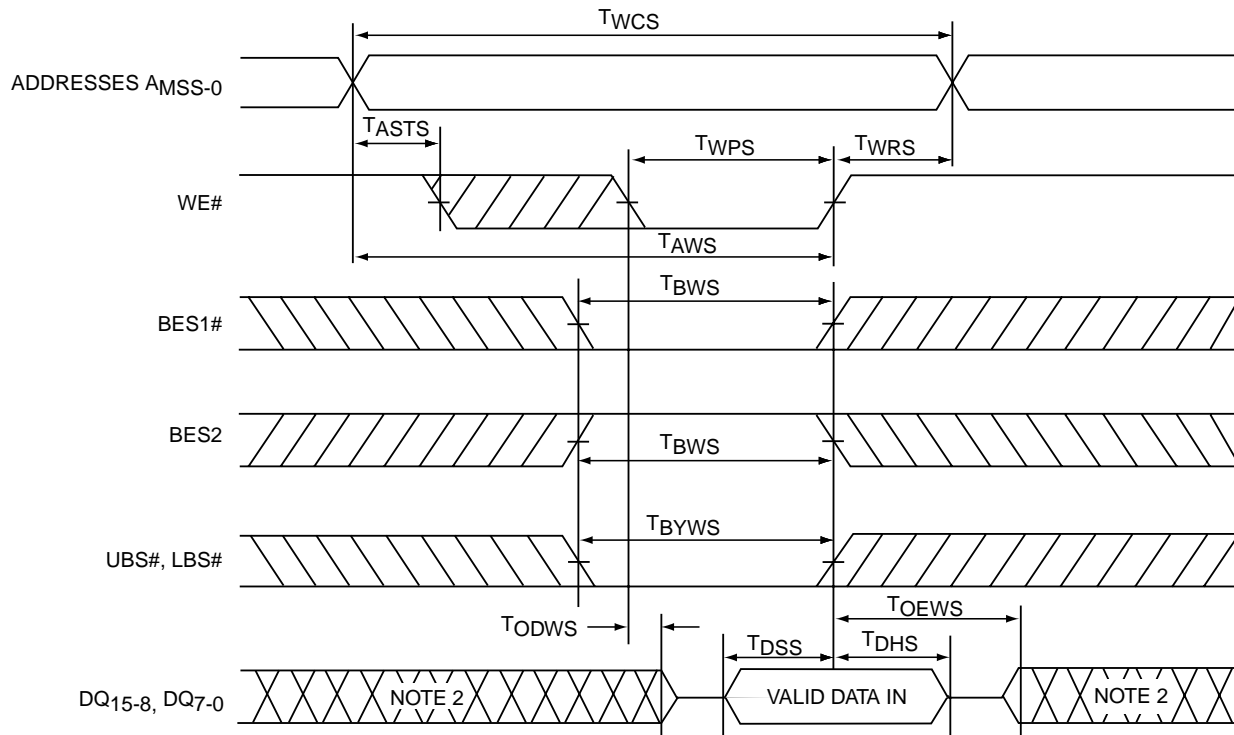 TWCS
ADDRESSES AMSS-0
TASTS
TWPS
TWRS
WE#
TAWS
TBWS
BES1#
BES2
TBWS
TBYWS
UBS#, LBS#
TOEWS
TODWS
TDSS
TDHS
DQ15-8, DQ7-0
NOTE 2
VALID DATA IN
NOTE 2